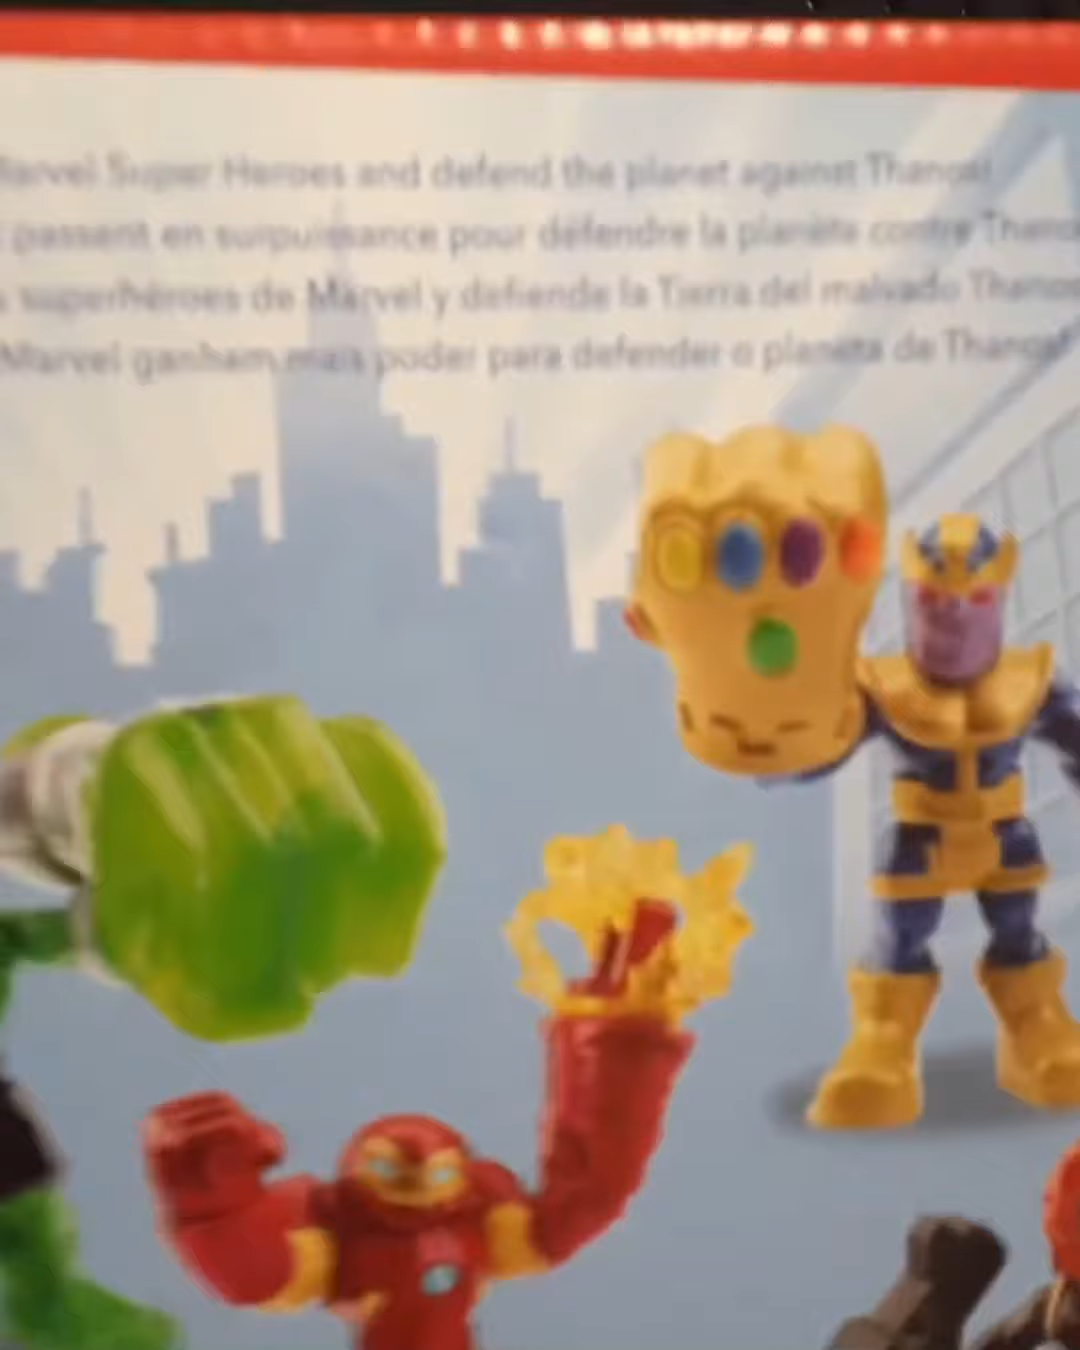 Marvel Super Heroes and defend the planet against Thanos!
passent en surpuissance pour défendre la planète contre Thanos
superhéroes de Marvel y defiende la Tierra del malvado Thanos
Marvel ganham mais poder para defender o planeta de Thanos!